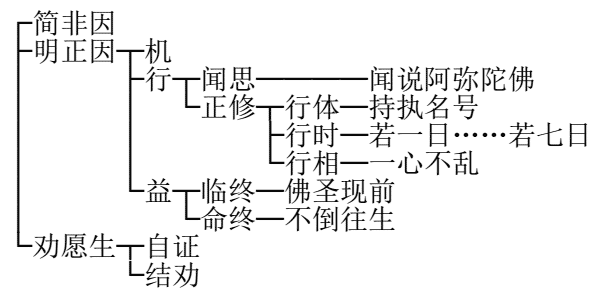 简非因
明正因 机
行 闻思 闻说阿弥陀佛
正修 行体 持执名号
行时 若一日……若七日
行相 一心不乱
益 临终 佛圣现前
命终 不倒往生
劝愿生 自证
结劝